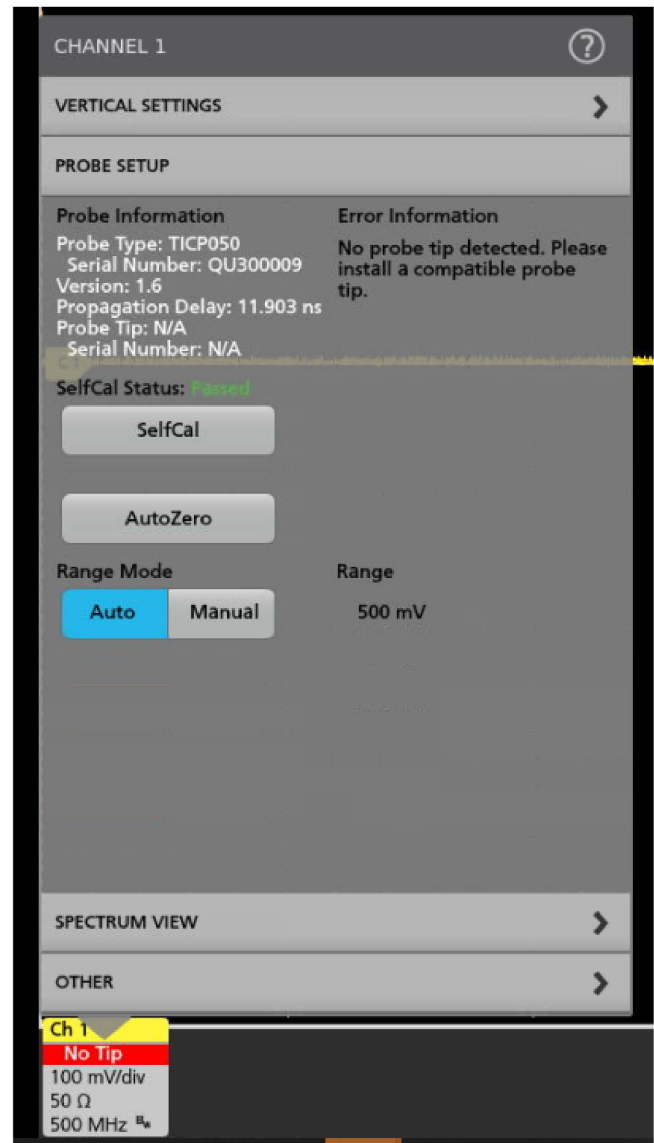 CHANNEL 1
?
VERTICAL SETTINGS
PROBE SETUP
Probe Information
Probe Type: TICP050
Serial Number: QU300009
Version: 1.6
Propagation Delay: 11.903 ns
Probe Tip: N/A
Serial Number: N/A
Error Information
No probe tip detected. Please
install a compatible probe
tip.
C1
SelfCal Status: Passed
SelfCal
AutoZero
Range Mode
Auto
Manual
Range
500 mV
SPECTRUM VIEW
OTHER
Ch 1
No Tip
100 mV/div
50 Ω
500 MHz Bw